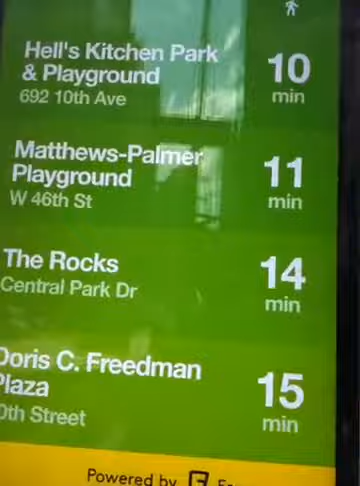 Hell's Kitchen Park
& Playground
692 10th Ave
10
min
Matthews-Palmer
Playground
W 46th St
11
min
The Rocks
Central Park Dr
14
min
Doris C. Freedman
Plaza
0th Street
15
min
Powered by